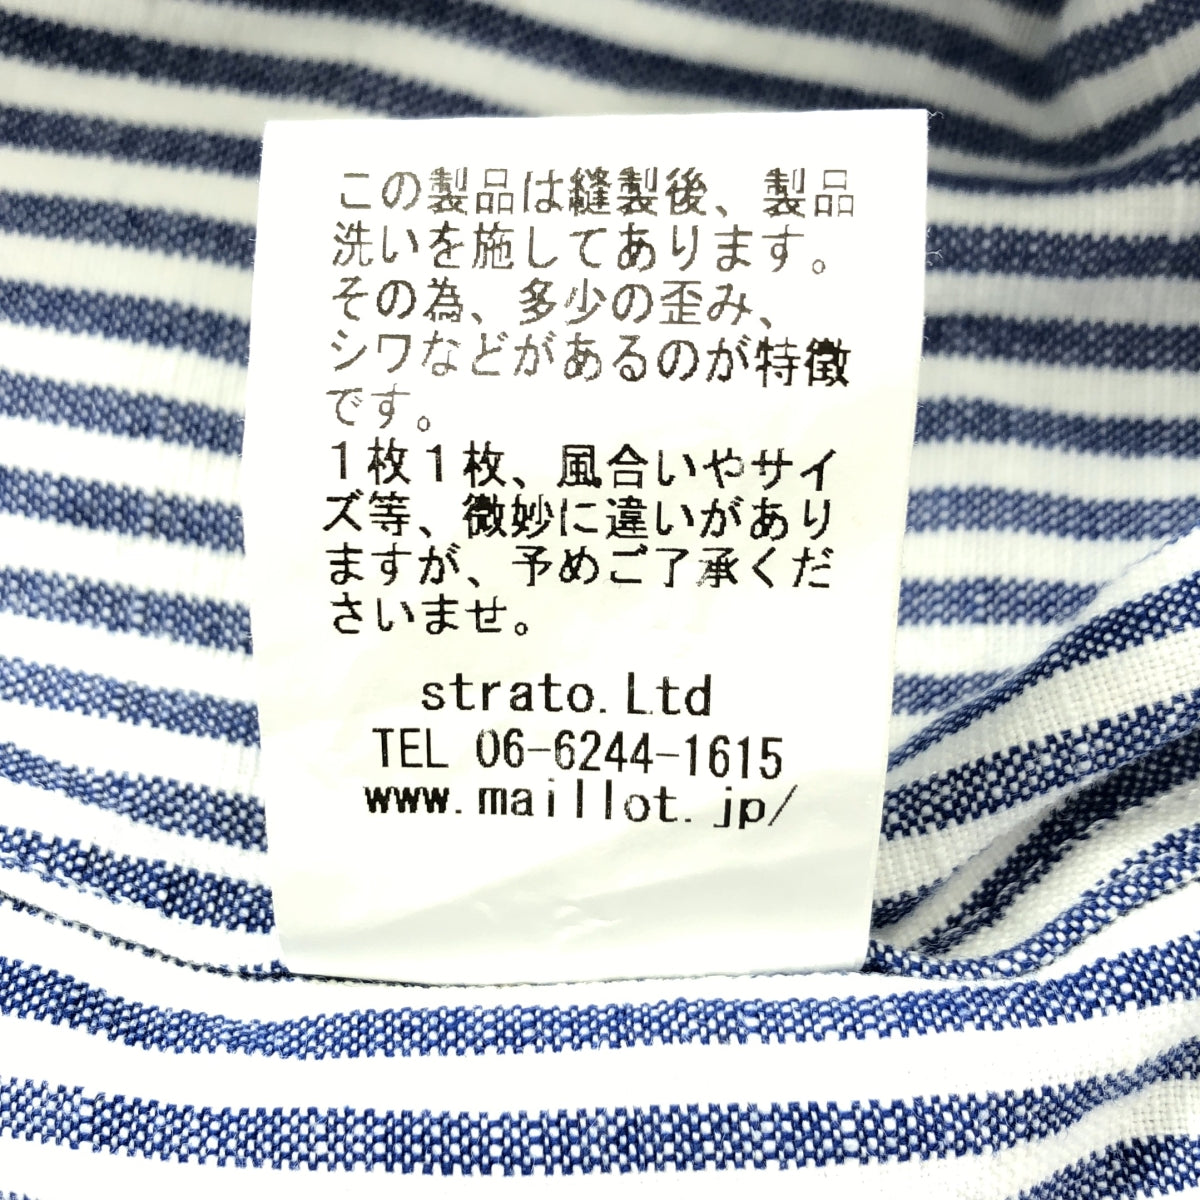 この製品は縫製後、製品
洗いを施してあります。
その為、多少の歪み、
シワなどがあるのが特徴
です。
1枚1枚、風合いやサイ
ズ等、微妙に違いがあり
ますが、予めご了承くだ
さいませ。
strato.Ltd
TEL 06-6244-1615
www.maillot.jp/